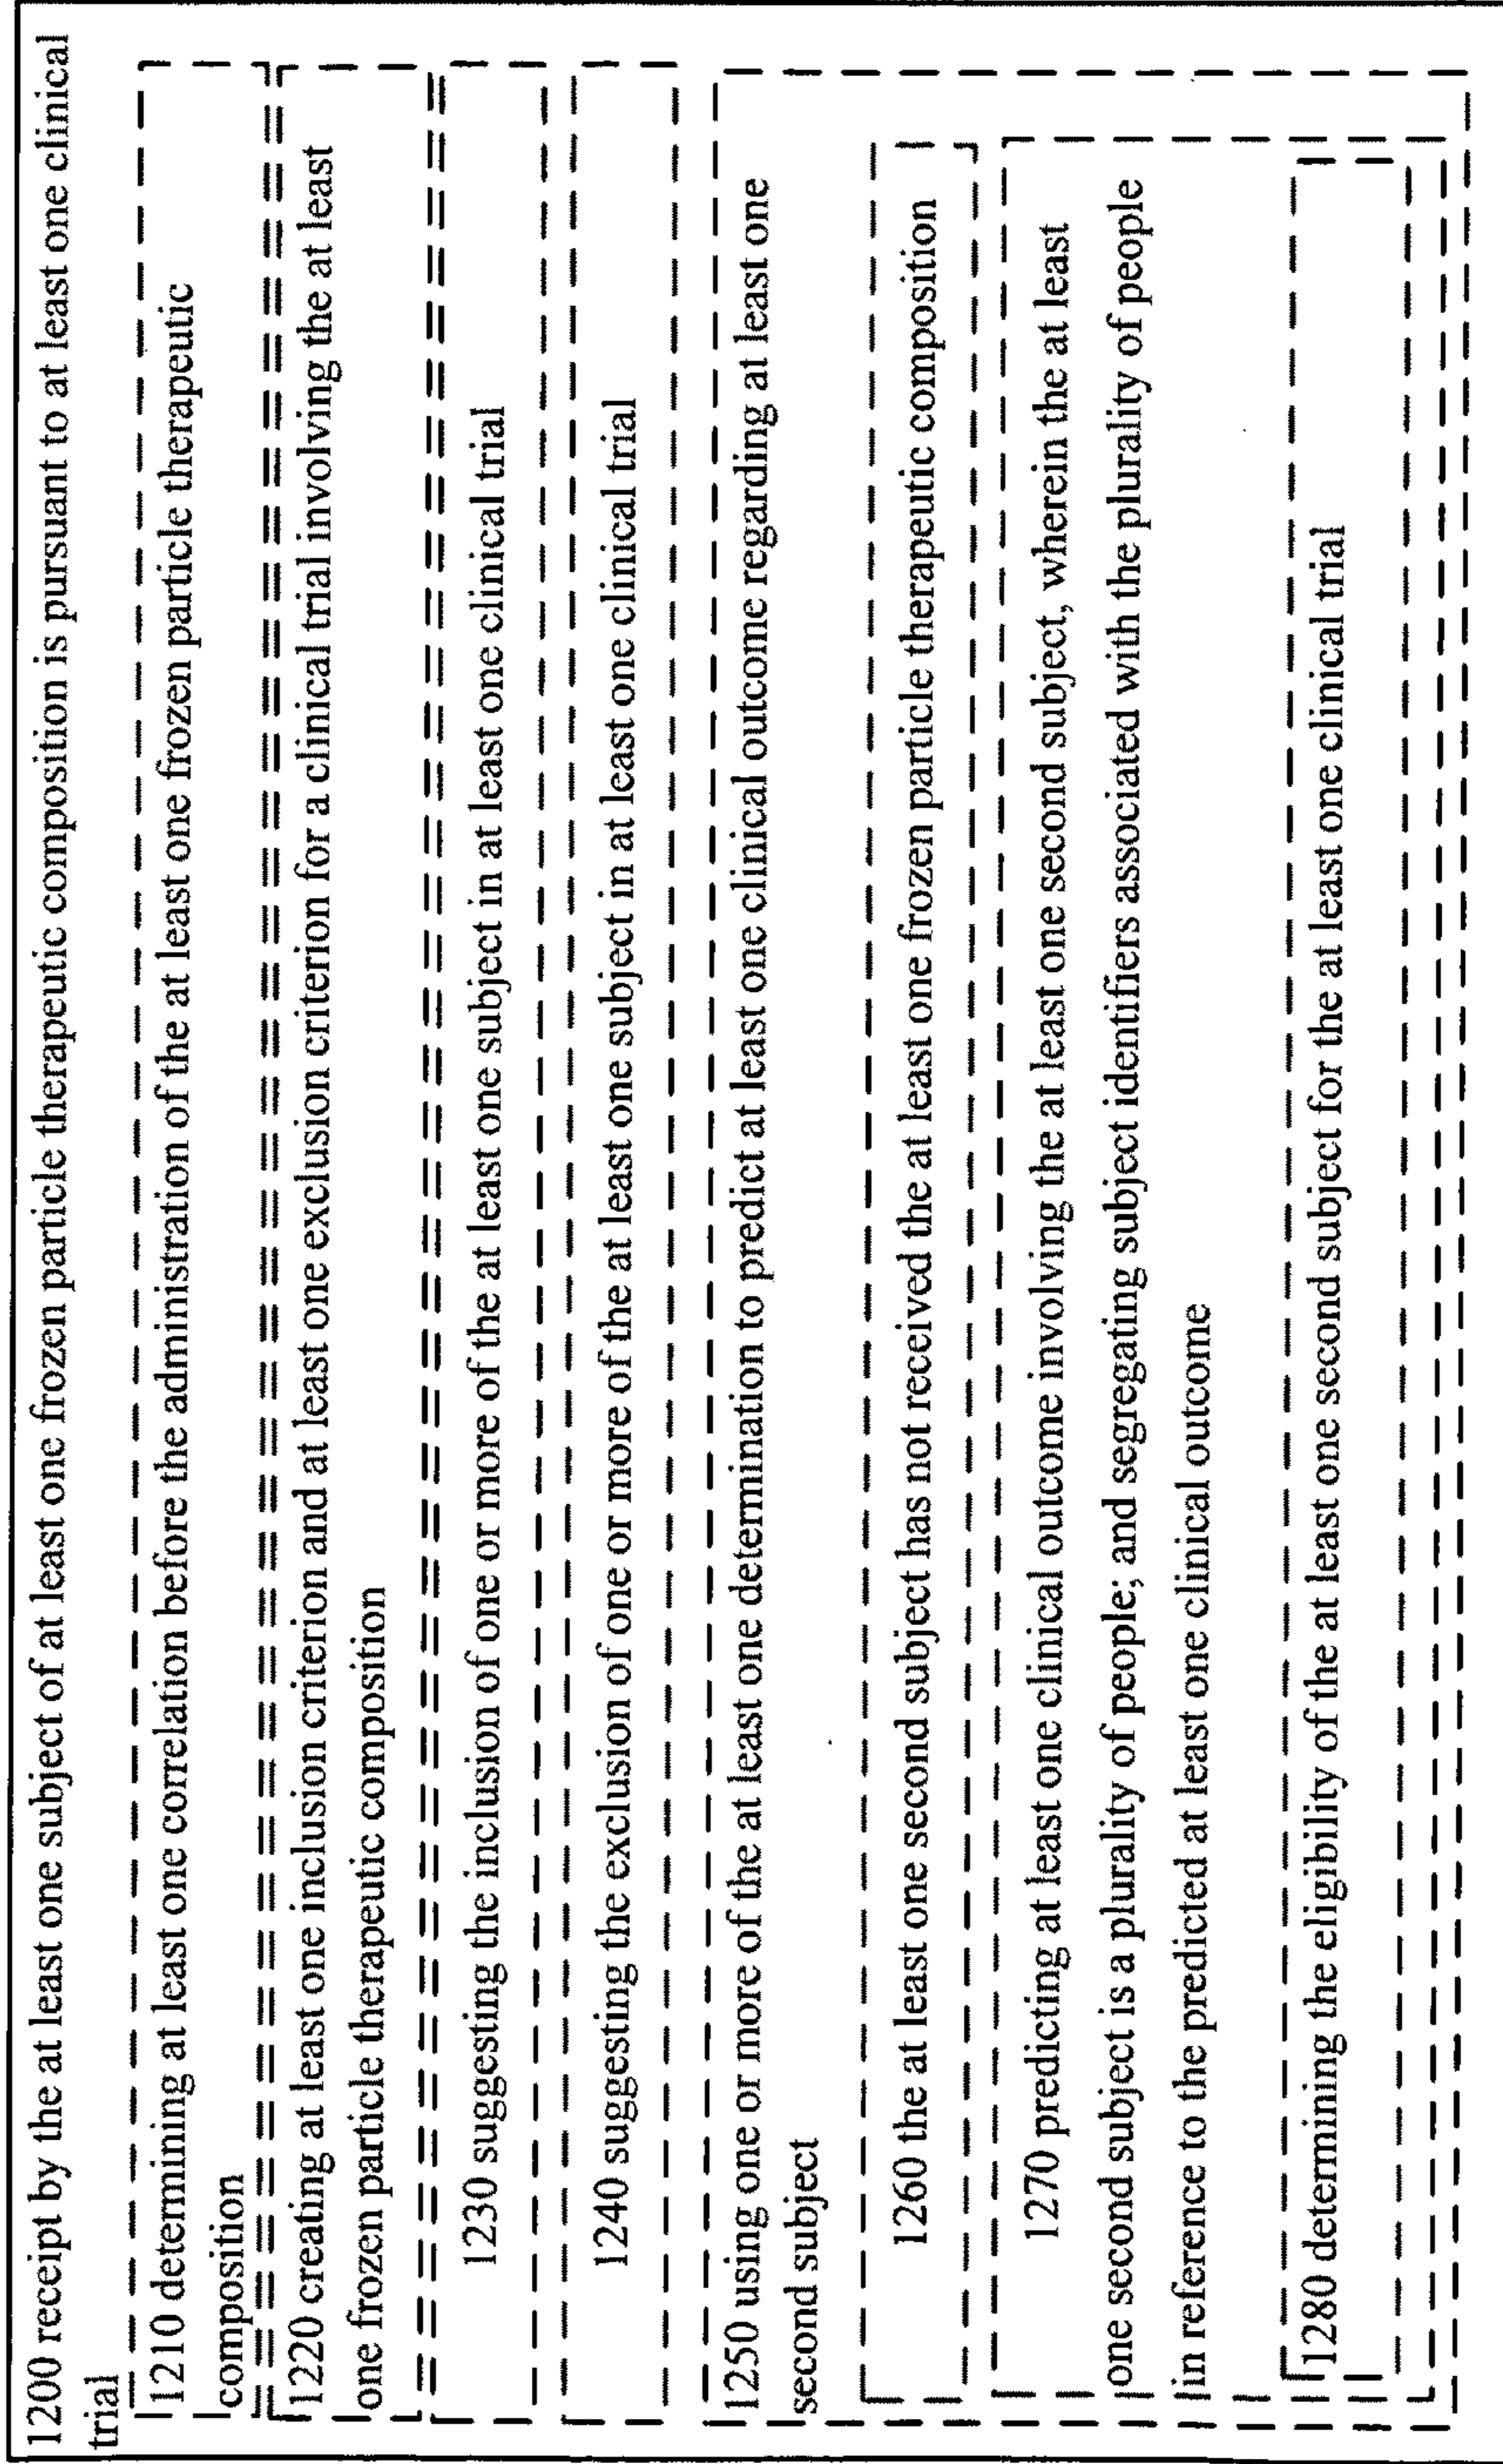 1200 receipt by the at least one subject of at least one frozen particle therapeutic composition is pursuant to at least one clinical
trial
1210 determining at least one correlation before the administration of the at least one frozen particle therapeutic
composition
1220 creating at least one inclusion criterion and at least one exclusion criterion for a clinical trial involving the at least
one frozen particle therapeutic composition
1230 suggesting the inclusion of one or more of the at least one subject in at least one clinical trial
1240 suggesting the exclusion of one or more of the at least one subject in at least one clinical trial
1250 using one or more of the at least one determination to predict at least one clinical outcome regarding at least one
second subject
1260 the at least one second subject has not received the at least one frozen particle therapeutic composition
1270 predicting at least one clinical outcome involving the at least one second subject, wherein the at least
one second subject is a plurality of people; and segregating subject identifiers associated with the plurality of people
in reference to the predicted at least one clinical outcome
1280 determining the eligibility of the at least one second subject for the at least one clinical trial